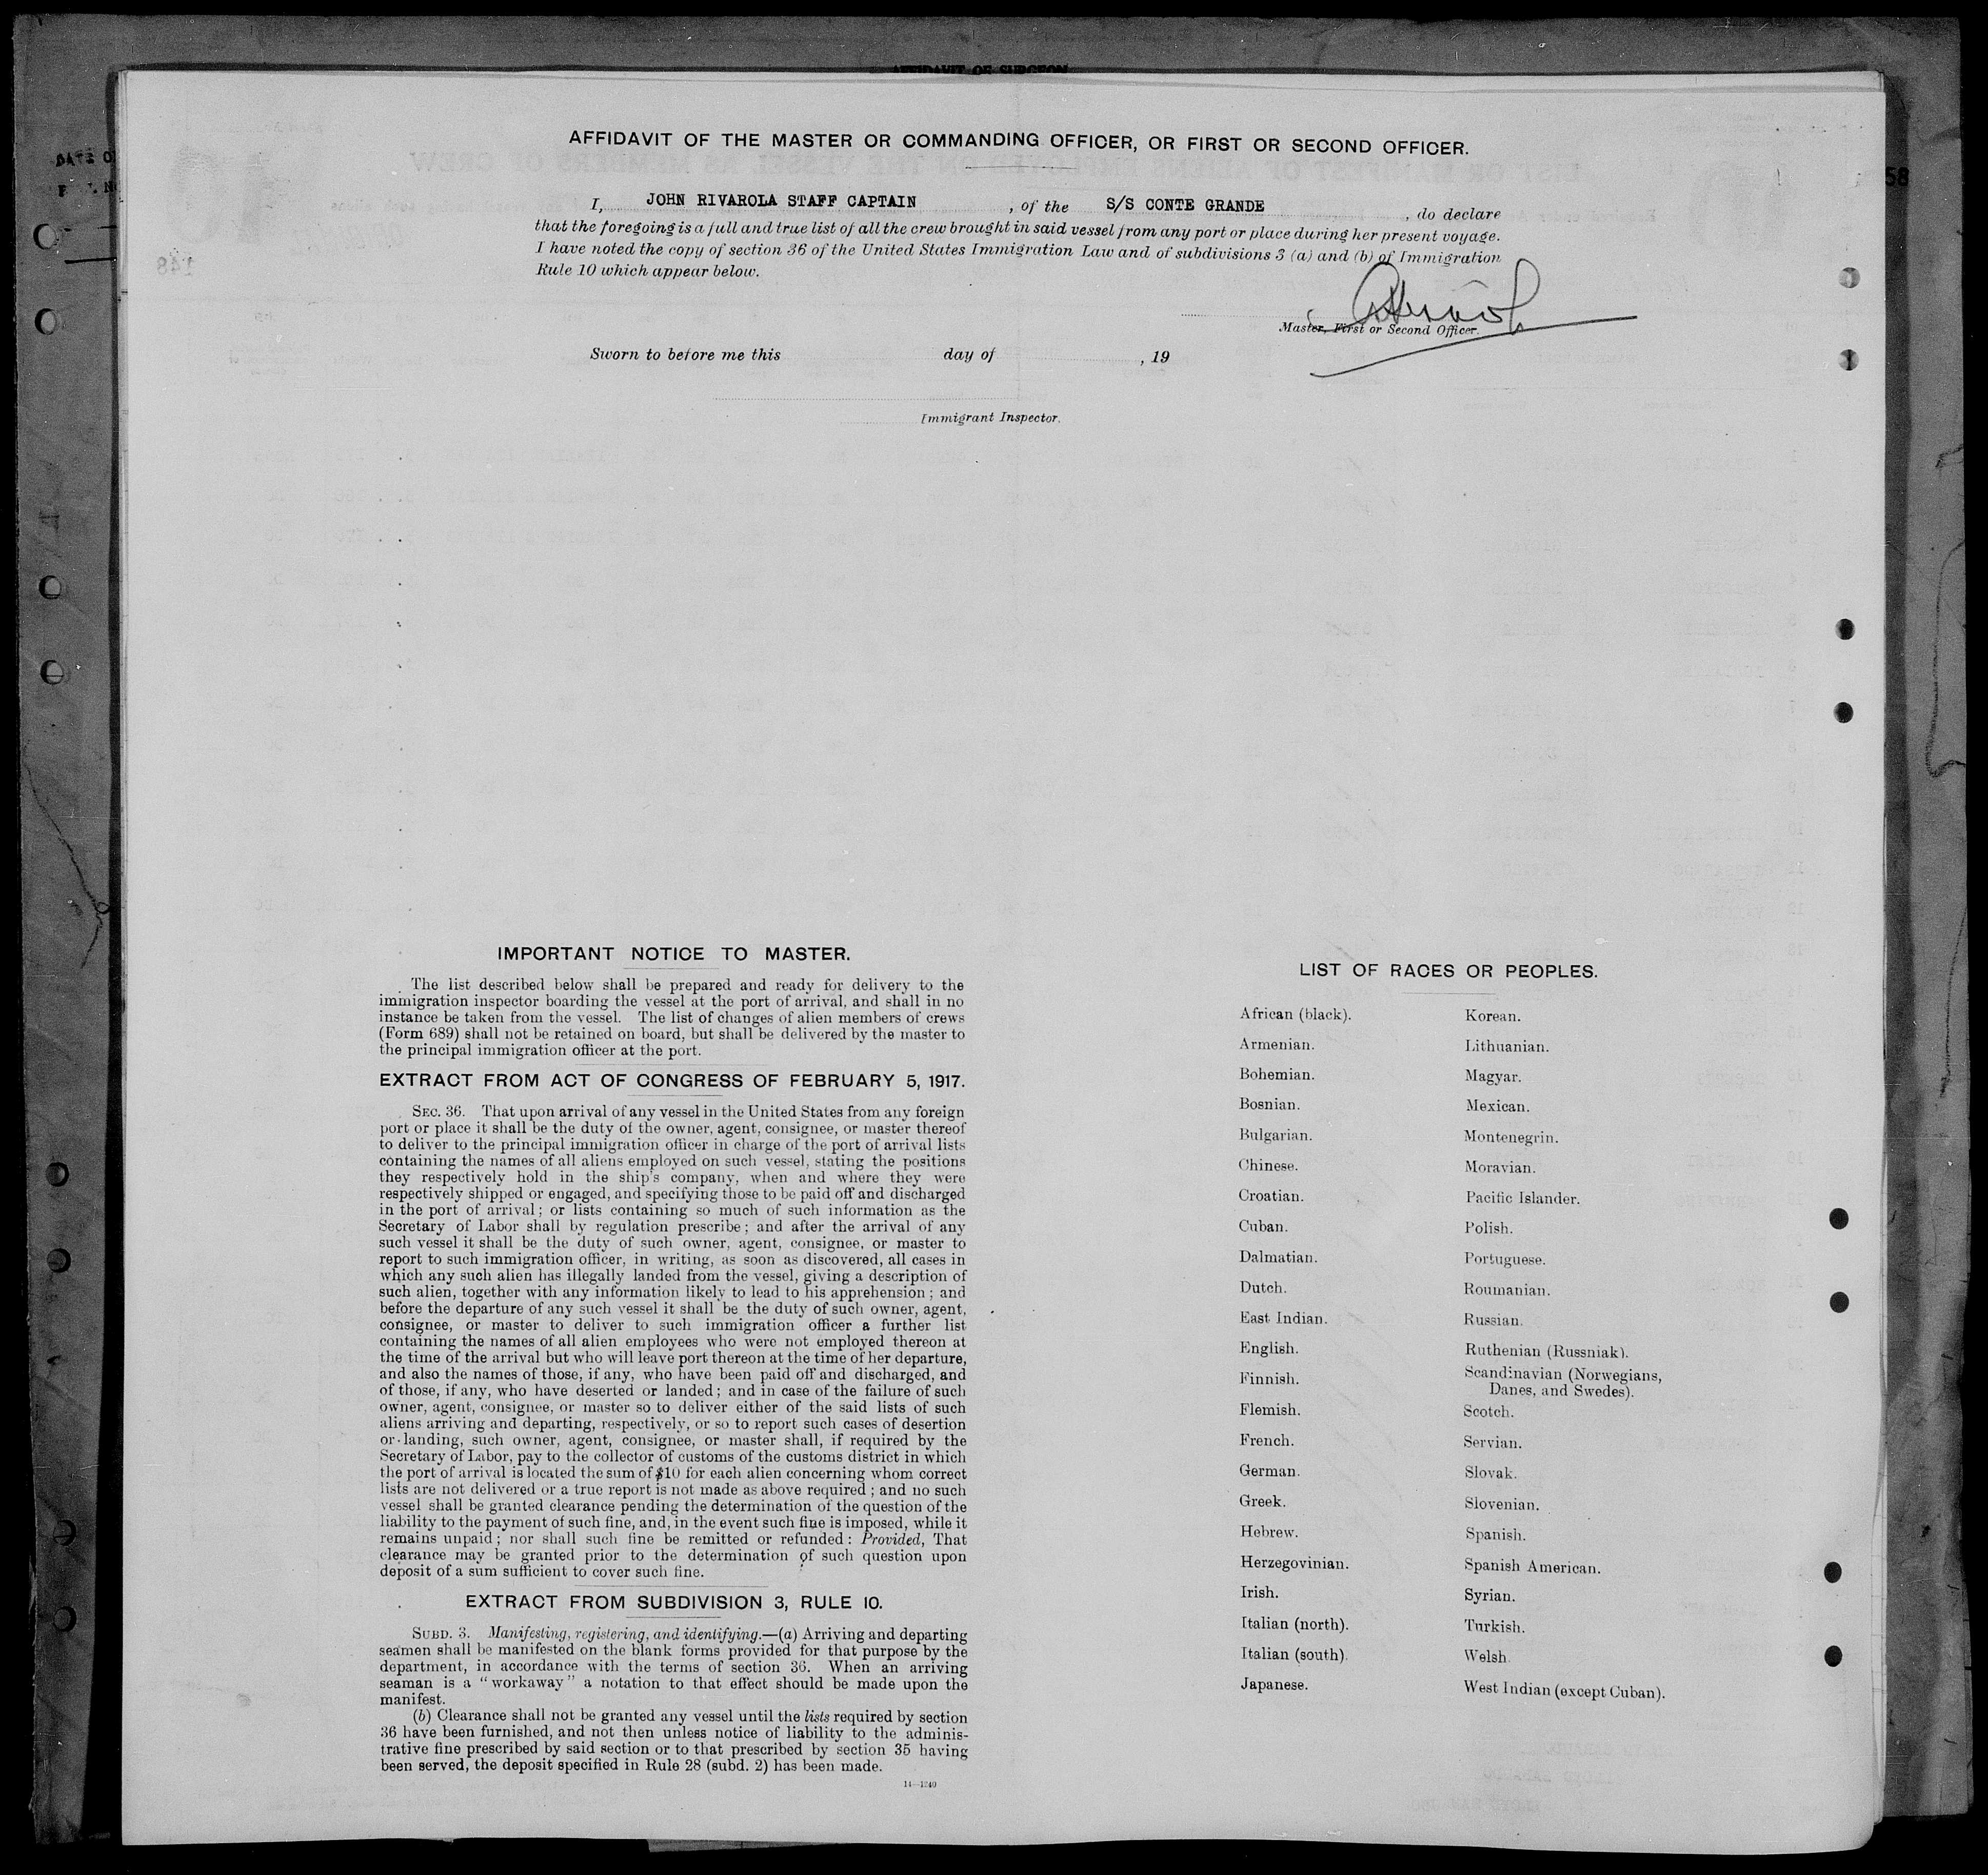 AFFIDAVIT OF SURGEON
AFFIDAVIT OF THE MASTER OR COMMANDING OFFICER, OR FIRST OR SECOND OFFICER.
58
I, JOHN RIVAROLA STAFF CAPTAIN, of the S/S CONTE GRANDE, do declare
that the foregoing is a full and true list of all the crew brought in said vessel from any port or place during her present voyage.
I have noted the copy of section 36 of the United States Immigration Law and of subdivisions 3 (a) and (b) of Immigration
Rule 10 which appear below.
Master, First or Second Officer.
Sworn to before me this day of , 19
Immigrant Inspector.
IMPORTANT NOTICE TO MASTER.
The list described below shall be prepared and ready for delivery to the
immigration inspector boarding the vessel at the port of arrival, and shall in no
instance be taken from the vessel. The list of changes of alien members of crews
(Form 689) shall not be retained on board, but shall be delivered by the master to
the principal immigration officer at the port.
EXTRACT FROM ACT OF CONGRESS OF FEBRUARY 5, 1917.
SEC. 36. That upon arrival of any vessel in the United States from any foreign
port or place it shall be the duty of the owner, agent, consignee, or master thereof
to deliver to the principal immigration officer in charge of the port of arrival lists
containing the names of all aliens employed on such vessel, stating the positions
they respectively hold in the ship's company, when and where they were
respectively shipped or engaged, and specifying those to be paid off and discharged
in the port of arrival; or lists containing so much of such information as the
Secretary of Labor shall by regulation prescribe; and after the arrival of any
such vessel it shall be the duty of such owner, agent, consignee, or master to
report to such immigration officer, in writing, as soon as discovered, all cases in
which any such alien has illegally landed from the vessel, giving a description of
such alien, together with any information likely to lead to his apprehension; and
before the departure of any such vessel it shall be the duty of such owner, agent,
consignee, or master to deliver to such immigration officer a further list
containing the names of all alien employees who were not employed thereon at
the time of the arrival but who will leave port thereon at the time of her departure,
and also the names of those, if any, who have been paid off and discharged, and
of those, if any, who have deserted or landed; and in case of the failure of such
owner, agent, consignee, or master so to deliver either of the said lists of such
aliens arriving and departing, respectively, or so to report such cases of desertion
or landing, such owner, agent, consignee, or master shall, if required by the
Secretary of Labor, pay to the collector of customs of the customs district in which
the port of arrival is located the sum of $10 for each alien concerning whom correct
lists are not delivered or a true report is not made as above required; and no such
vessel shall be granted clearance pending the determination of the question of the
liability to the payment of such fine, and, in the event such fine is imposed, while it
remains unpaid; nor shall such fine be remitted or refunded: Provided, That
clearance may be granted prior to the determination of such question upon
deposit of a sum sufficient to cover such fine.
EXTRACT FROM SUBDIVISION 3, RULE 10.
SUBD. 3. Manifesting, registering, and identifying.—(a) Arriving and departing
seamen shall be manifested on the blank forms provided for that purpose by the
department, in accordance with the terms of section 36. When an arriving
seaman is a "workaway" a notation to that effect should be made upon the
manifest.
(b) Clearance shall not be granted any vessel until the lists required by section
36 have been furnished, and not then unless notice of liability to the adminis-
trative fine prescribed by said section or to that prescribed by section 35 having
been served, the deposit specified in Rule 28 (subd. 2) has been made.
14—1240
LIST OF RACES OR PEOPLES.
African (black).
Armenian.
Bohemian.
Bosnian.
Bulgarian.
Chinese.
Croatian.
Cuban.
Dalmatian.
Dutch.
East Indian.
English.
Finnish.
Flemish.
French.
German.
Greek.
Hebrew.
Herzegovinian.
Irish.
Italian (north).
Italian (south).
Japanese.
Korean.
Lithuanian.
Magyar.
Mexican.
Montenegrin.
Moravian.
Pacific Islander.
Polish.
Portuguese.
Roumanian.
Russian.
Ruthenian (Russniak).
Scandinavian (Norwegians,
Danes, and Swedes).
Scotch.
Servian.
Slovak.
Slovenian.
Spanish.
Spanish American.
Syrian.
Turkish.
Welsh.
West Indian (except Cuban).